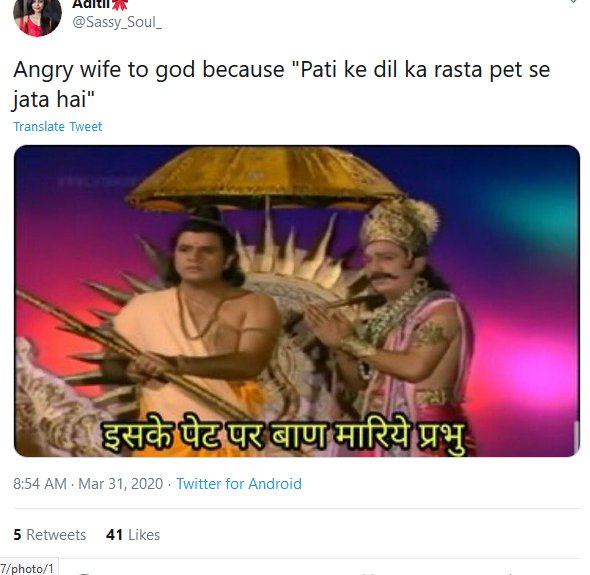 Aditii🎀
@Sassy_Soul_
Angry wife to god because "Pati ke dil ka rasta pet se
jata hai"
Translate Tweet
इसके पेट पर बाण मारिये प्रभु
8:54 AM · Mar 31, 2020 · Twitter for Android
5 Retweets 41 Likes
7/photo/1